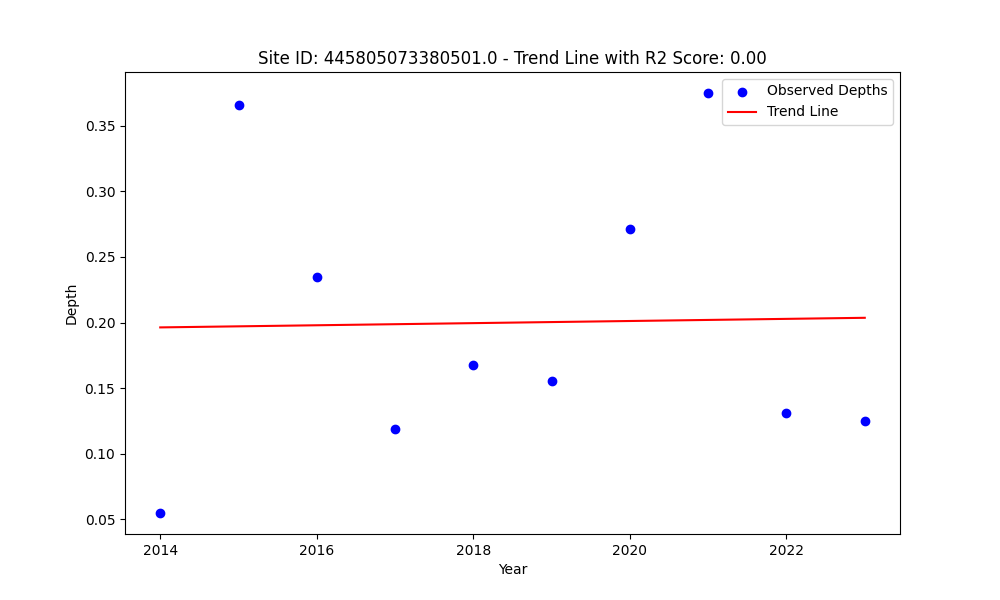 Site ID: 445805073380501.0 - Trend Line with R2 Score: 0.00
Observed Depths
Trend Line
0.35
0.30
0.25
0.20
0.15
0.10
0.05
Depth
2014
2016
2018
2020
2022
Year